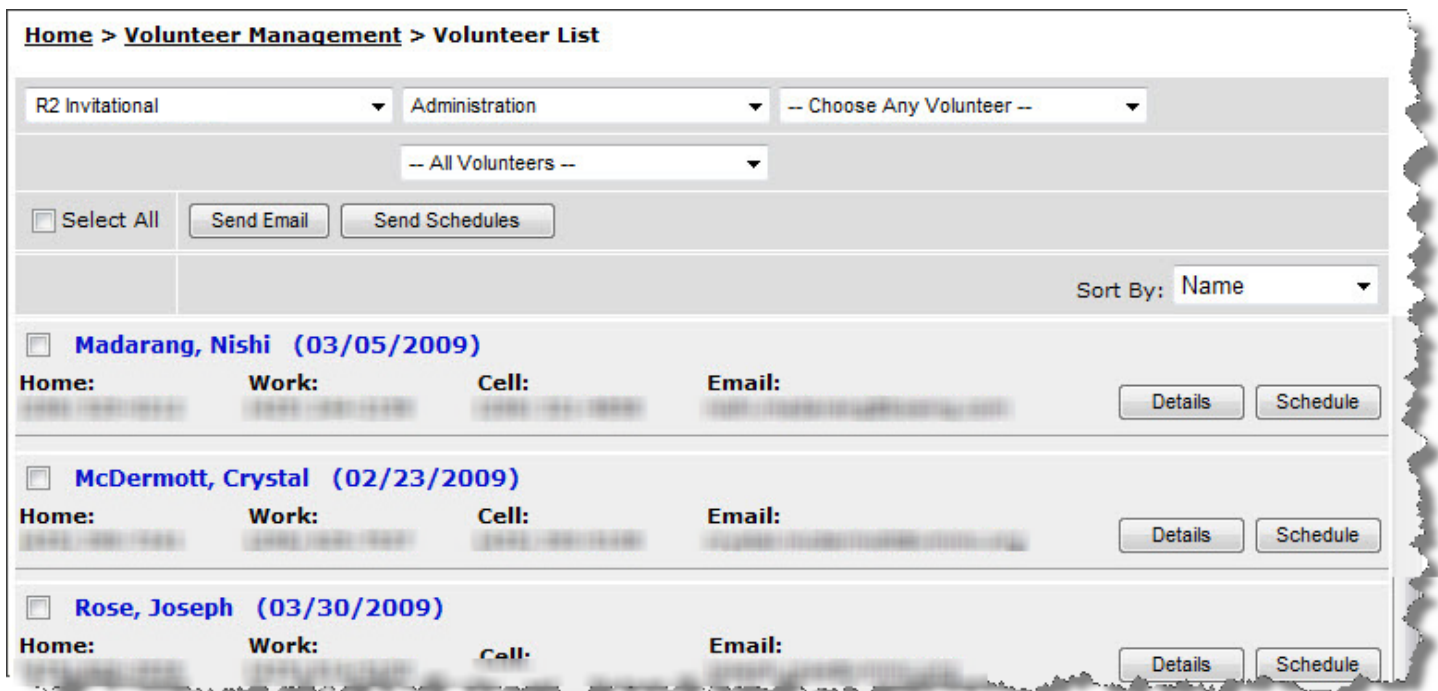 Home > Volunteer Management > Volunteer List
R2 Invitational Administration -- Choose Any Volunteer --
-- All Volunteers --
Select All Send Email Send Schedules
Sort By: Name
Madarang, Nishi (03/05/2009)
Home: Work: Cell: Email:
Details Schedule
McDermott, Crystal (02/23/2009)
Home: Work: Cell: Email:
Details Schedule
Rose, Joseph (03/30/2009)
Home: Work: Cell: Email:
Details Schedule